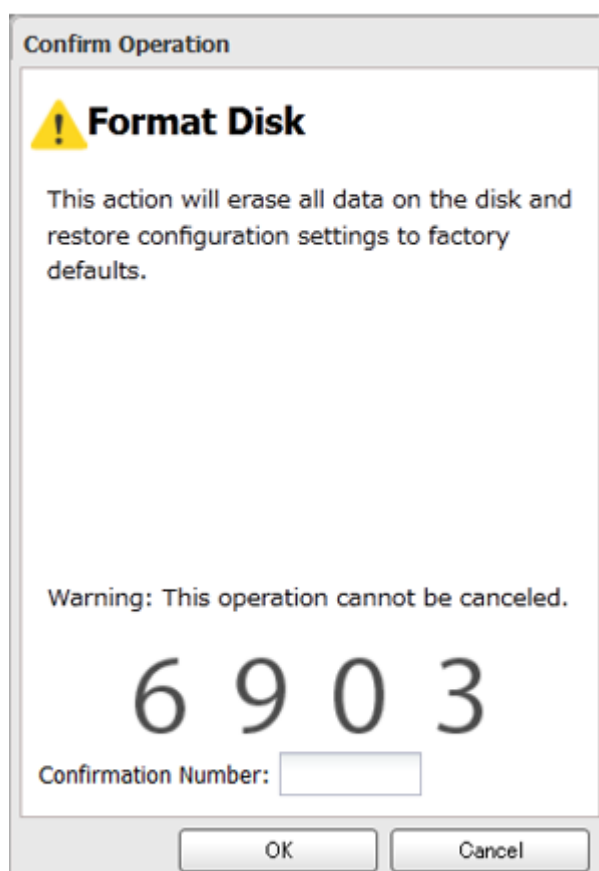 Confirm Operation
Format Disk
This action will erase all data on the disk and
restore configuration settings to factory
defaults.
Warning: This operation cannot be canceled.
6 9 0 3
Confirmation Number:
OK
Cancel